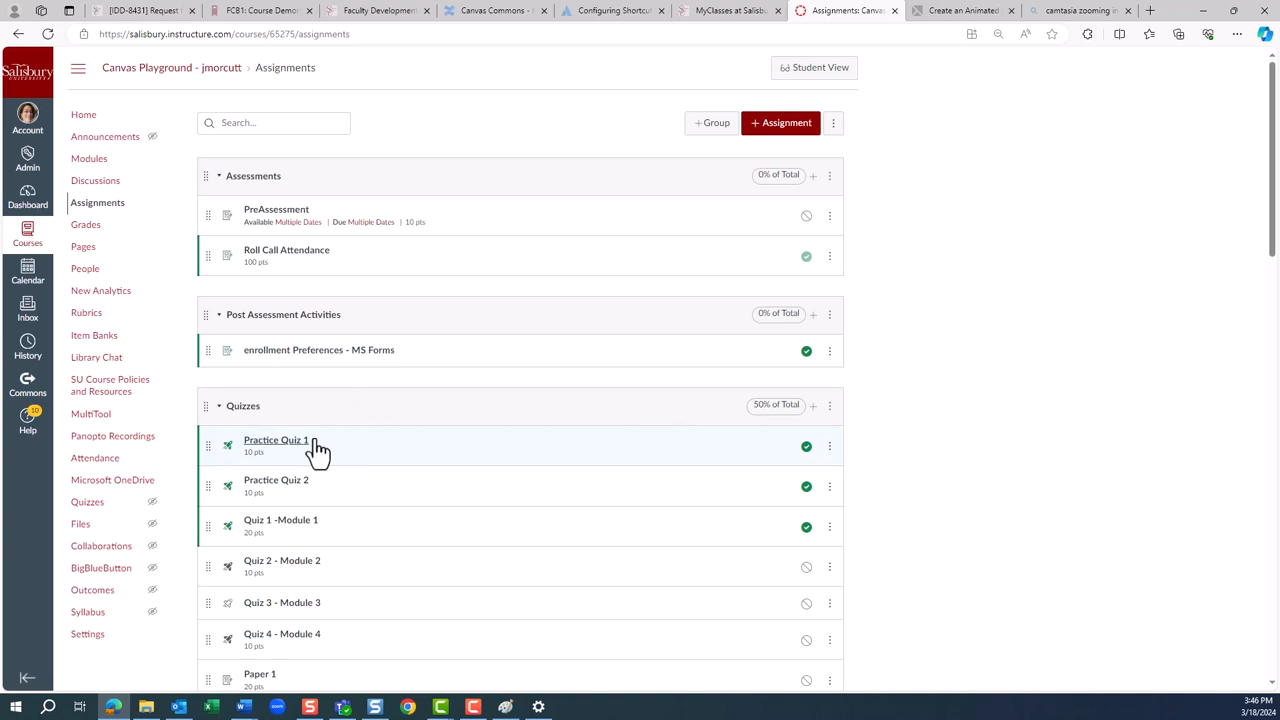 [IDD-8431] Request
FCB1: Course Demo
Faculty Development
Canvas Commons -
Configuring Shortcut
MyClasses at Salisbu
Assignments: Canvas
Create an Animated
camtasia zooming in
https://salisbury.instructure.com/courses/65275/assignments
Salisbury
UNIVERSITY
Canvas Playground - jmorcutt › Assignments
Student View
Account
Admin
Dashboard
Courses
Calendar
Inbox
History
Commons
10
Help
Home
Announcements
Modules
Discussions
Assignments
Grades
Pages
People
New Analytics
Rubrics
Item Banks
Library Chat
SU Course Policies
and Resources
MultiTool
Panopto Recordings
Attendance
Microsoft OneDrive
Quizzes
Files
Collaborations
BigBlueButton
Outcomes
Syllabus
Settings
Search...
+ Group
+ Assignment
Assessments
0% of Total
PreAssessment
Available Multiple Dates | Due Multiple Dates | 10 pts
Roll Call Attendance
100 pts
Post Assessment Activities
0% of Total
enrollment Preferences - MS Forms
Quizzes
50% of Total
Practice Quiz 1
10 pts
Practice Quiz 2
10 pts
Quiz 1 -Module 1
20 pts
Quiz 2 - Module 2
10 pts
Quiz 3 - Module 3
Quiz 4 - Module 4
10 pts
Paper 1
20 pts
3:46 PM
3/18/2024